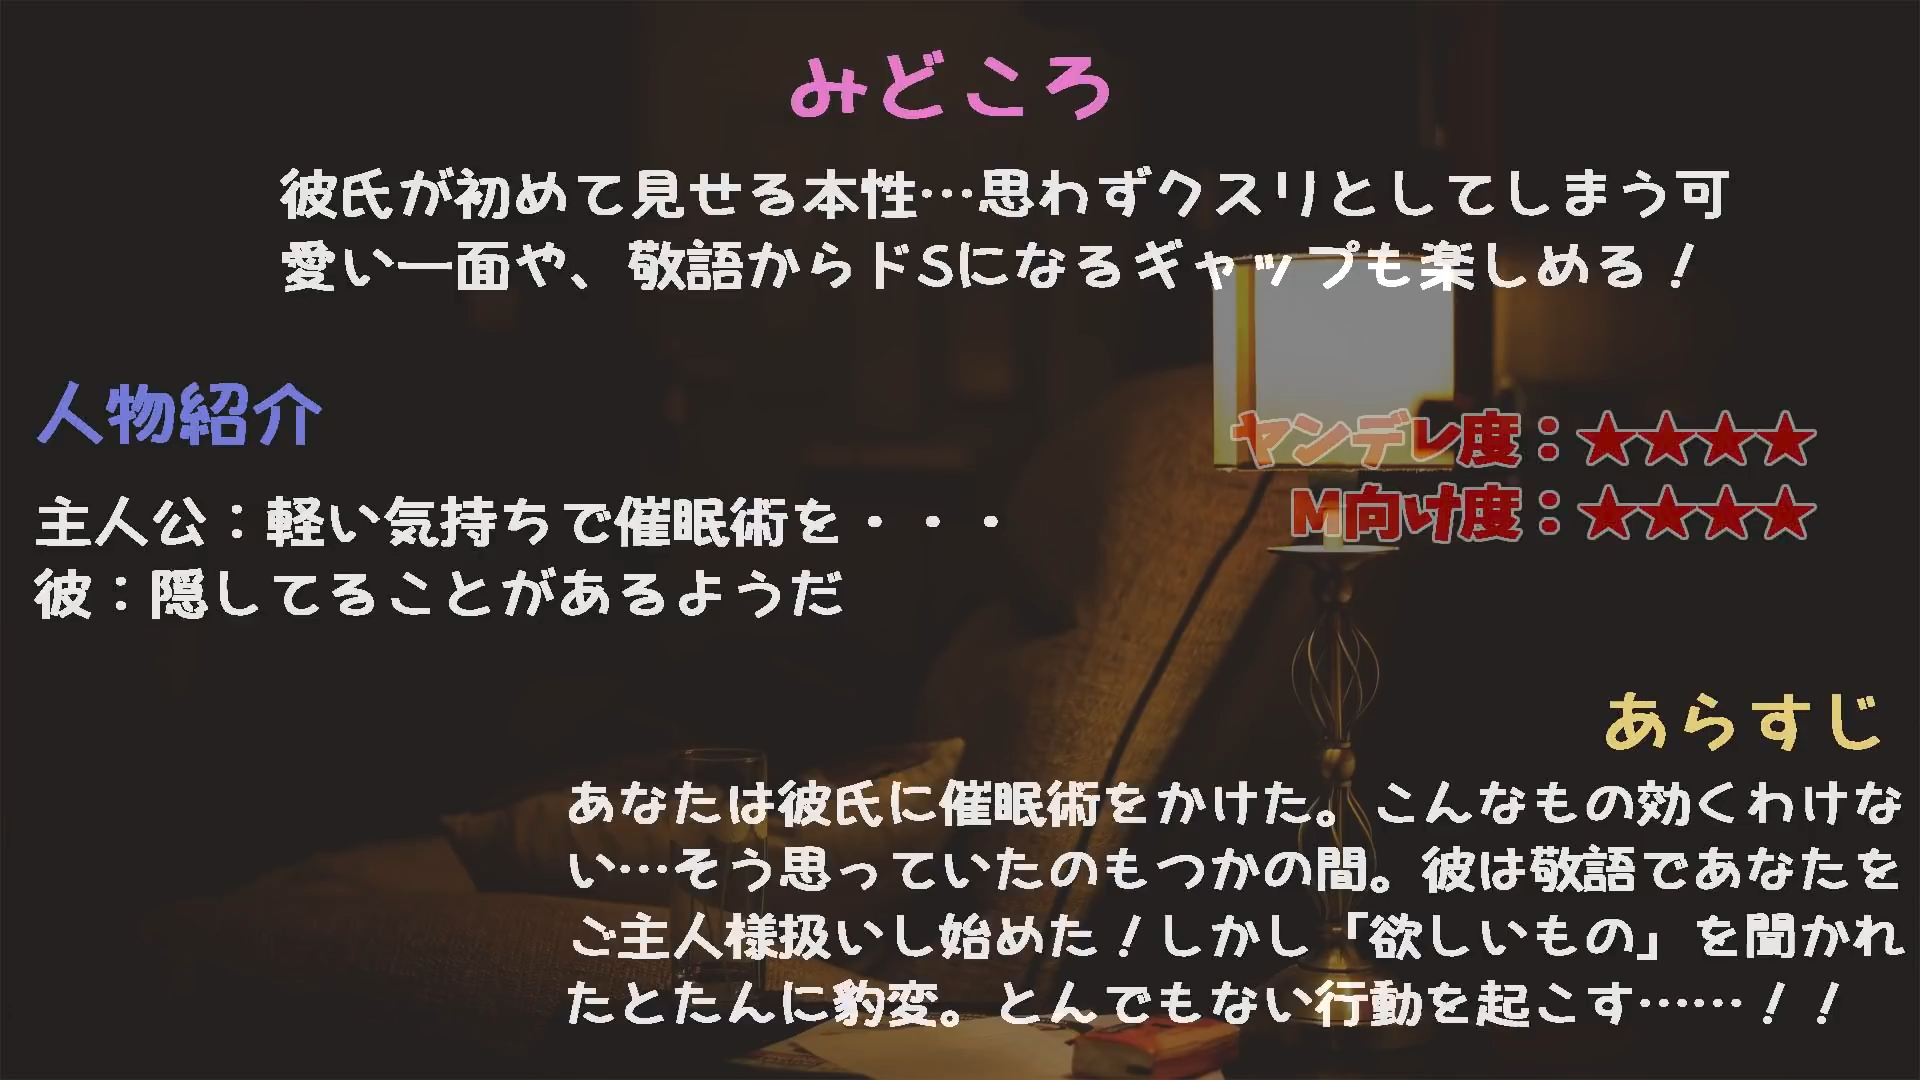 みどころ
彼氏が初めて見せる本性…思わずクスリとしてしまう可
愛い一面や、敬語からドSになるギャップも楽しめる！
人物紹介
主人公：軽い気持ちで催眠術を・・・
彼：隠してることがあるようだ
ヤンデレ度：★★★★
M向け度：★★★★
あらすじ
あなたは彼氏に催眠術をかけた。こんなもの効くわけな
い…そう思っていたのもつかの間。彼は敬語であなたを
ご主人様扱いし始めた！しかし「欲しいもの」を聞かれ
たとたんに豹変。とんでもない行動を起こす……！！